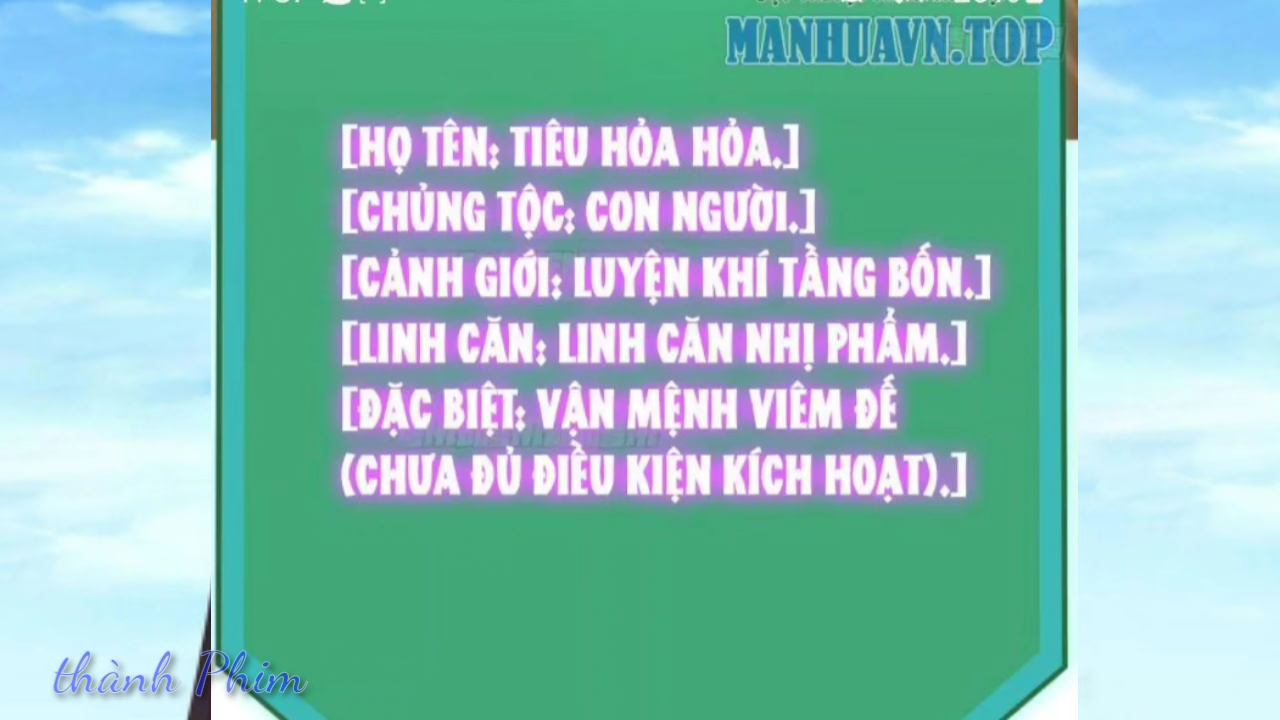 MANHUAVN.TOP
[HỌ TÊN: TIÊU HỎA HỎA.]
[CHỦNG TỘC: CON NGƯỜI.]
[CẢNH GIỚI: LUYỆN KHÍ TẦNG BỐN.]
[LINH CĂN: LINH CĂN NHỊ PHẨM.]
[ĐẶC BIỆT: VẬN MỆNH VIÊM ĐẾ
(CHƯA ĐỦ ĐIỀU KIỆN KÍCH HOẠT).]
thành Phim